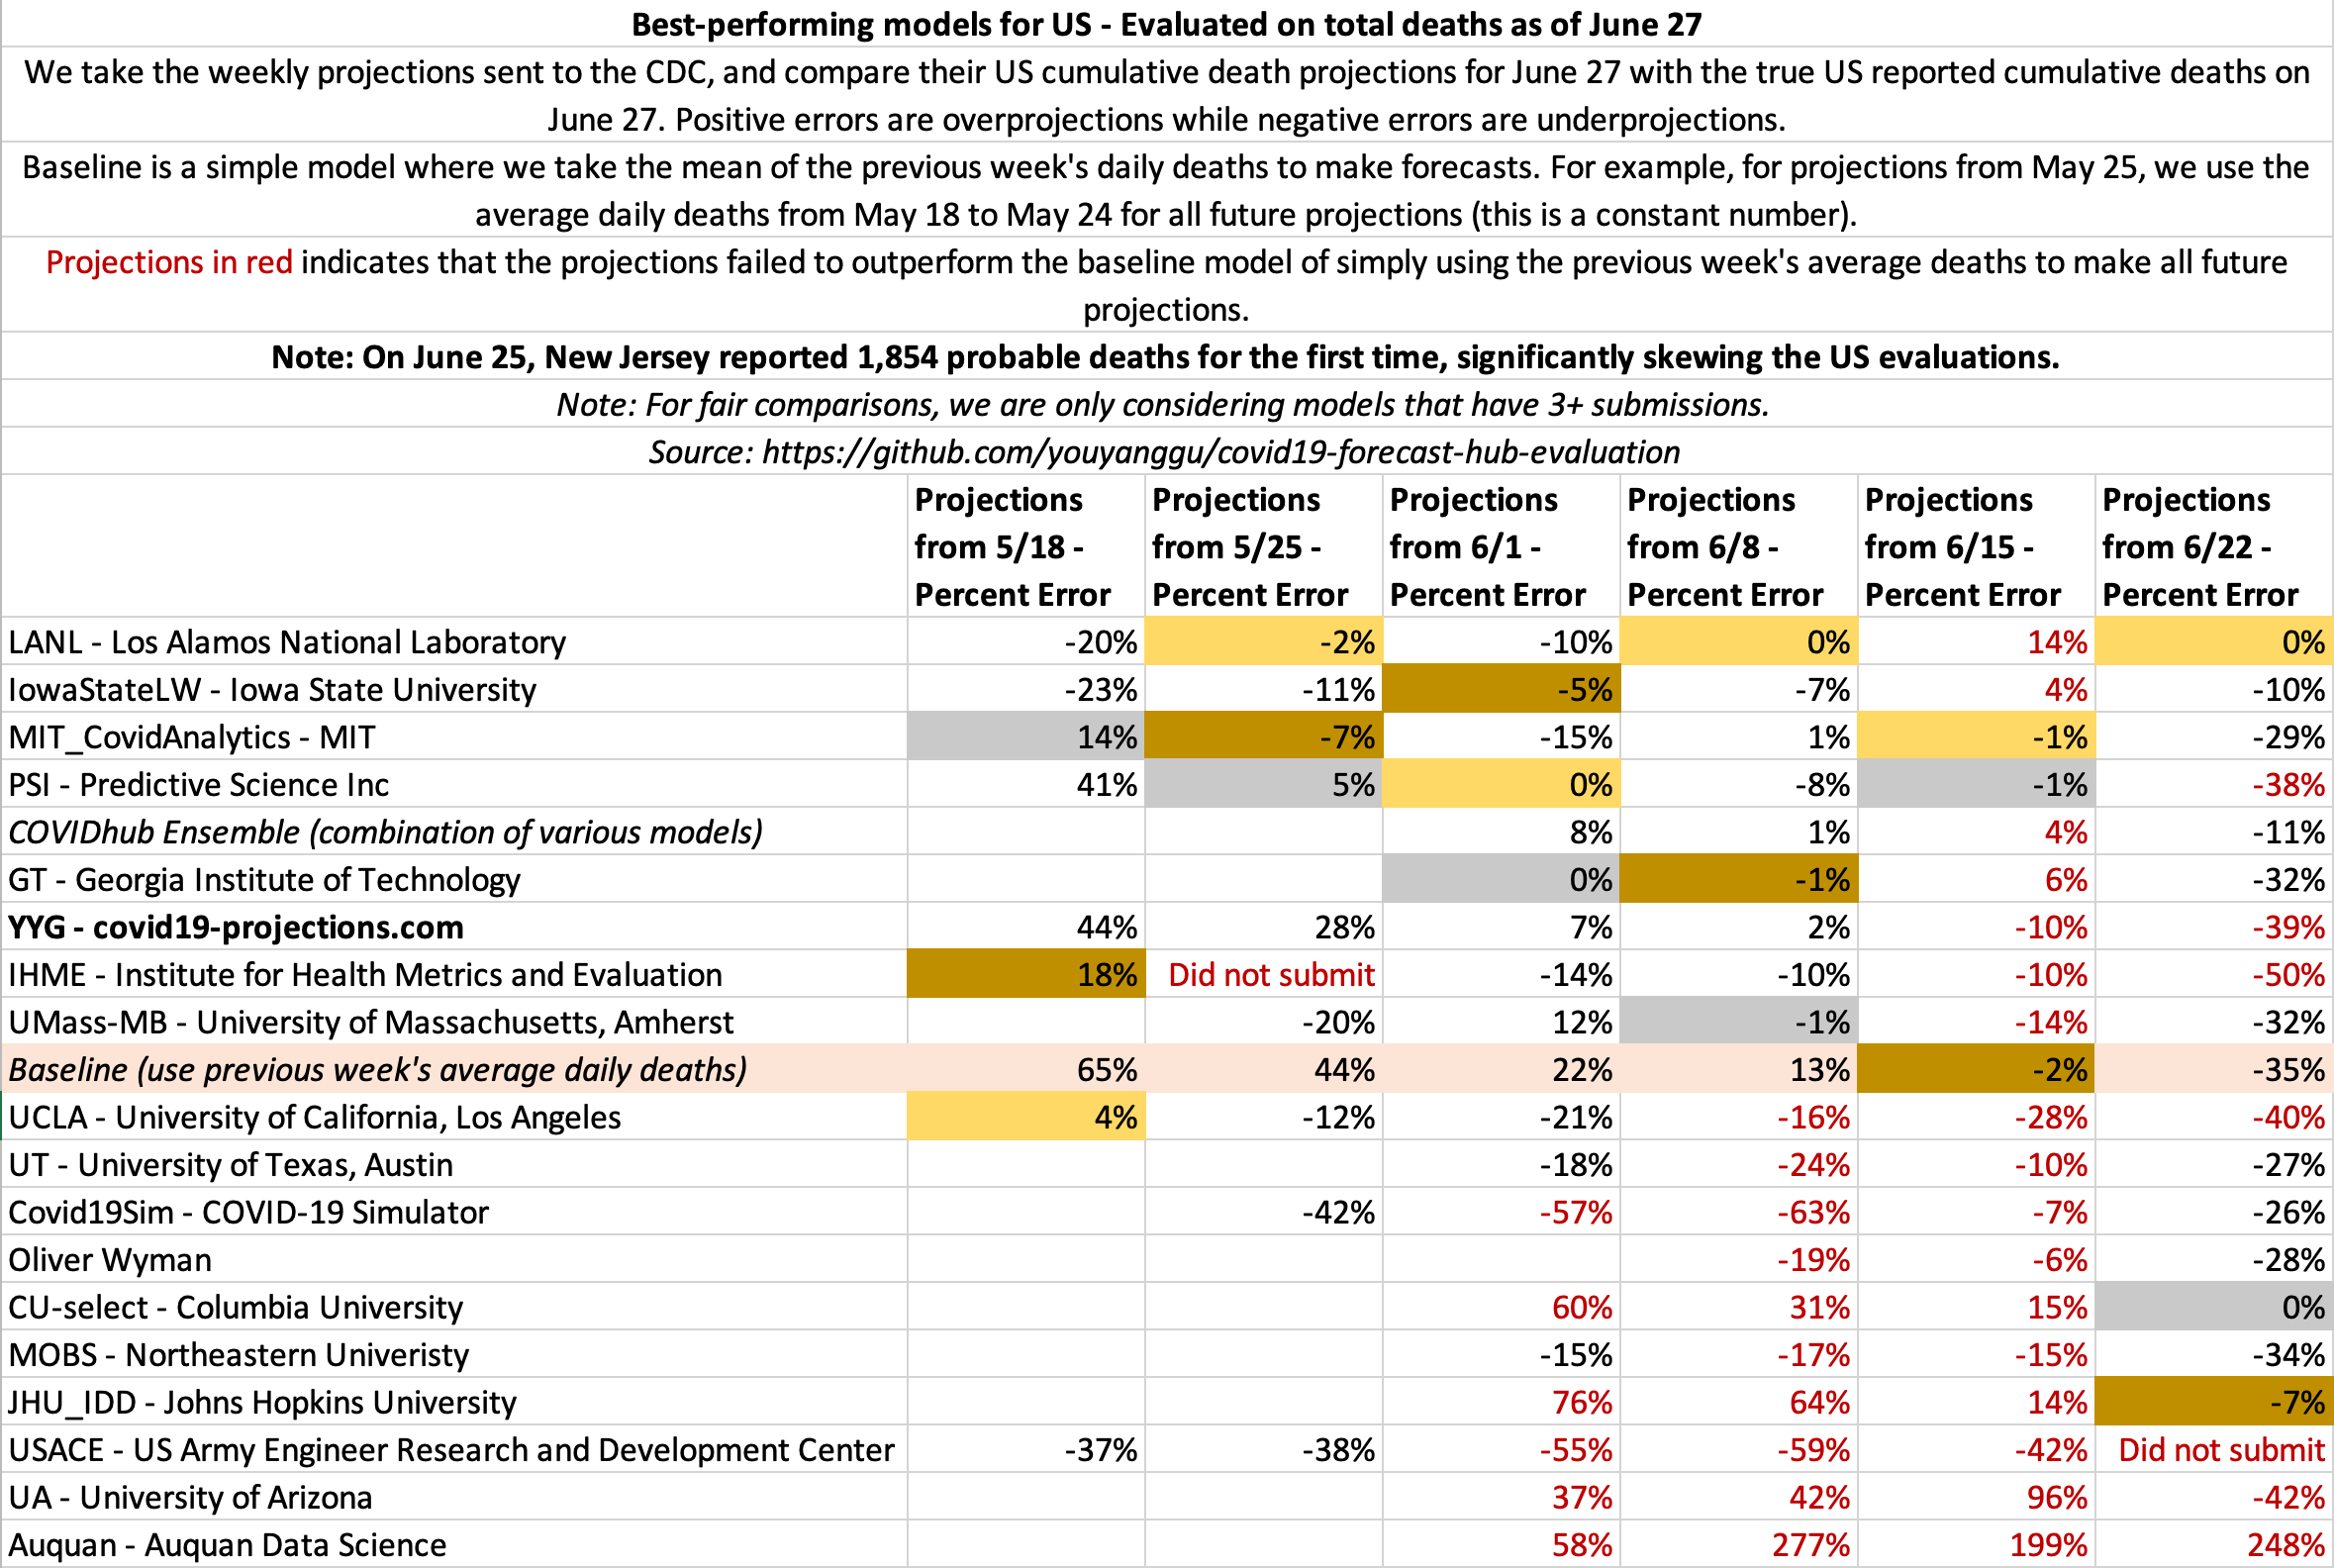 Best-performing models for US - Evaluated on total deaths as of June 27
We take the weekly projections sent to the CDC, and compare their US cumulative death projections for June 27 with the true US reported cumulative deaths on
June 27. Positive errors are overprojections while negative errors are underprojections.
Baseline is a simple model where we take the mean of the previous week's daily deaths to make forecasts. For example, for projections from May 25, we use the
average daily deaths from May 18 to May 24 for all future projections (this is a constant number).
Projections in red indicates that the projections failed to outperform the baseline model of simply using the previous week's average deaths to make all future
projections.
Note: On June 25, New Jersey reported 1,854 probable deaths for the first time, significantly skewing the US evaluations.
Note: For fair comparisons, we are only considering models that have 3+ submissions.
Source: https://github.com/youyanggu/covid19-forecast-hub-evaluation
Projections Projections Projections Projections Projections Projections
from 5/18 - from 5/25 - from 6/1 - from 6/8 - from 6/15 - from 6/22 -
Percent Error Percent Error Percent Error Percent Error Percent Error Percent Error
LANL - Los Alamos National Laboratory -20% -2% -10% 0% 14% 0%
IowaStateLW - Iowa State University -23% -11% -5% -7% 4% -10%
MIT_CovidAnalytics - MIT 14% -7% -15% 1% -1% -29%
PSI - Predictive Science Inc 41% 5% 0% -8% -1% -38%
COVIDhub Ensemble (combination of various models) 8% 1% 4% -11%
GT - Georgia Institute of Technology 0% -1% 6% -32%
YYG - covid19-projections.com 44% 28% 7% 2% -10% -39%
IHME - Institute for Health Metrics and Evaluation 18% Did not submit -14% -10% -10% -50%
UMass-MB - University of Massachusetts, Amherst -20% 12% -1% -14% -32%
Baseline (use previous week's average daily deaths) 65% 44% 22% 13% -2% -35%
UCLA - University of California, Los Angeles 4% -12% -21% -16% -28% -40%
UT - University of Texas, Austin -18% -24% -10% -27%
Covid19Sim - COVID-19 Simulator -42% -57% -63% -7% -26%
Oliver Wyman -19% -6% -28%
CU-select - Columbia University 60% 31% 15% 0%
MOBS - Northeastern Univeristy -15% -17% -15% -34%
JHU_IDD - Johns Hopkins University 76% 64% 14% -7%
USACE - US Army Engineer Research and Development Center -37% -38% -55% -59% -42% Did not submit
UA - University of Arizona 37% 42% 96% -42%
Auquan - Auquan Data Science 58% 277% 199% 248%